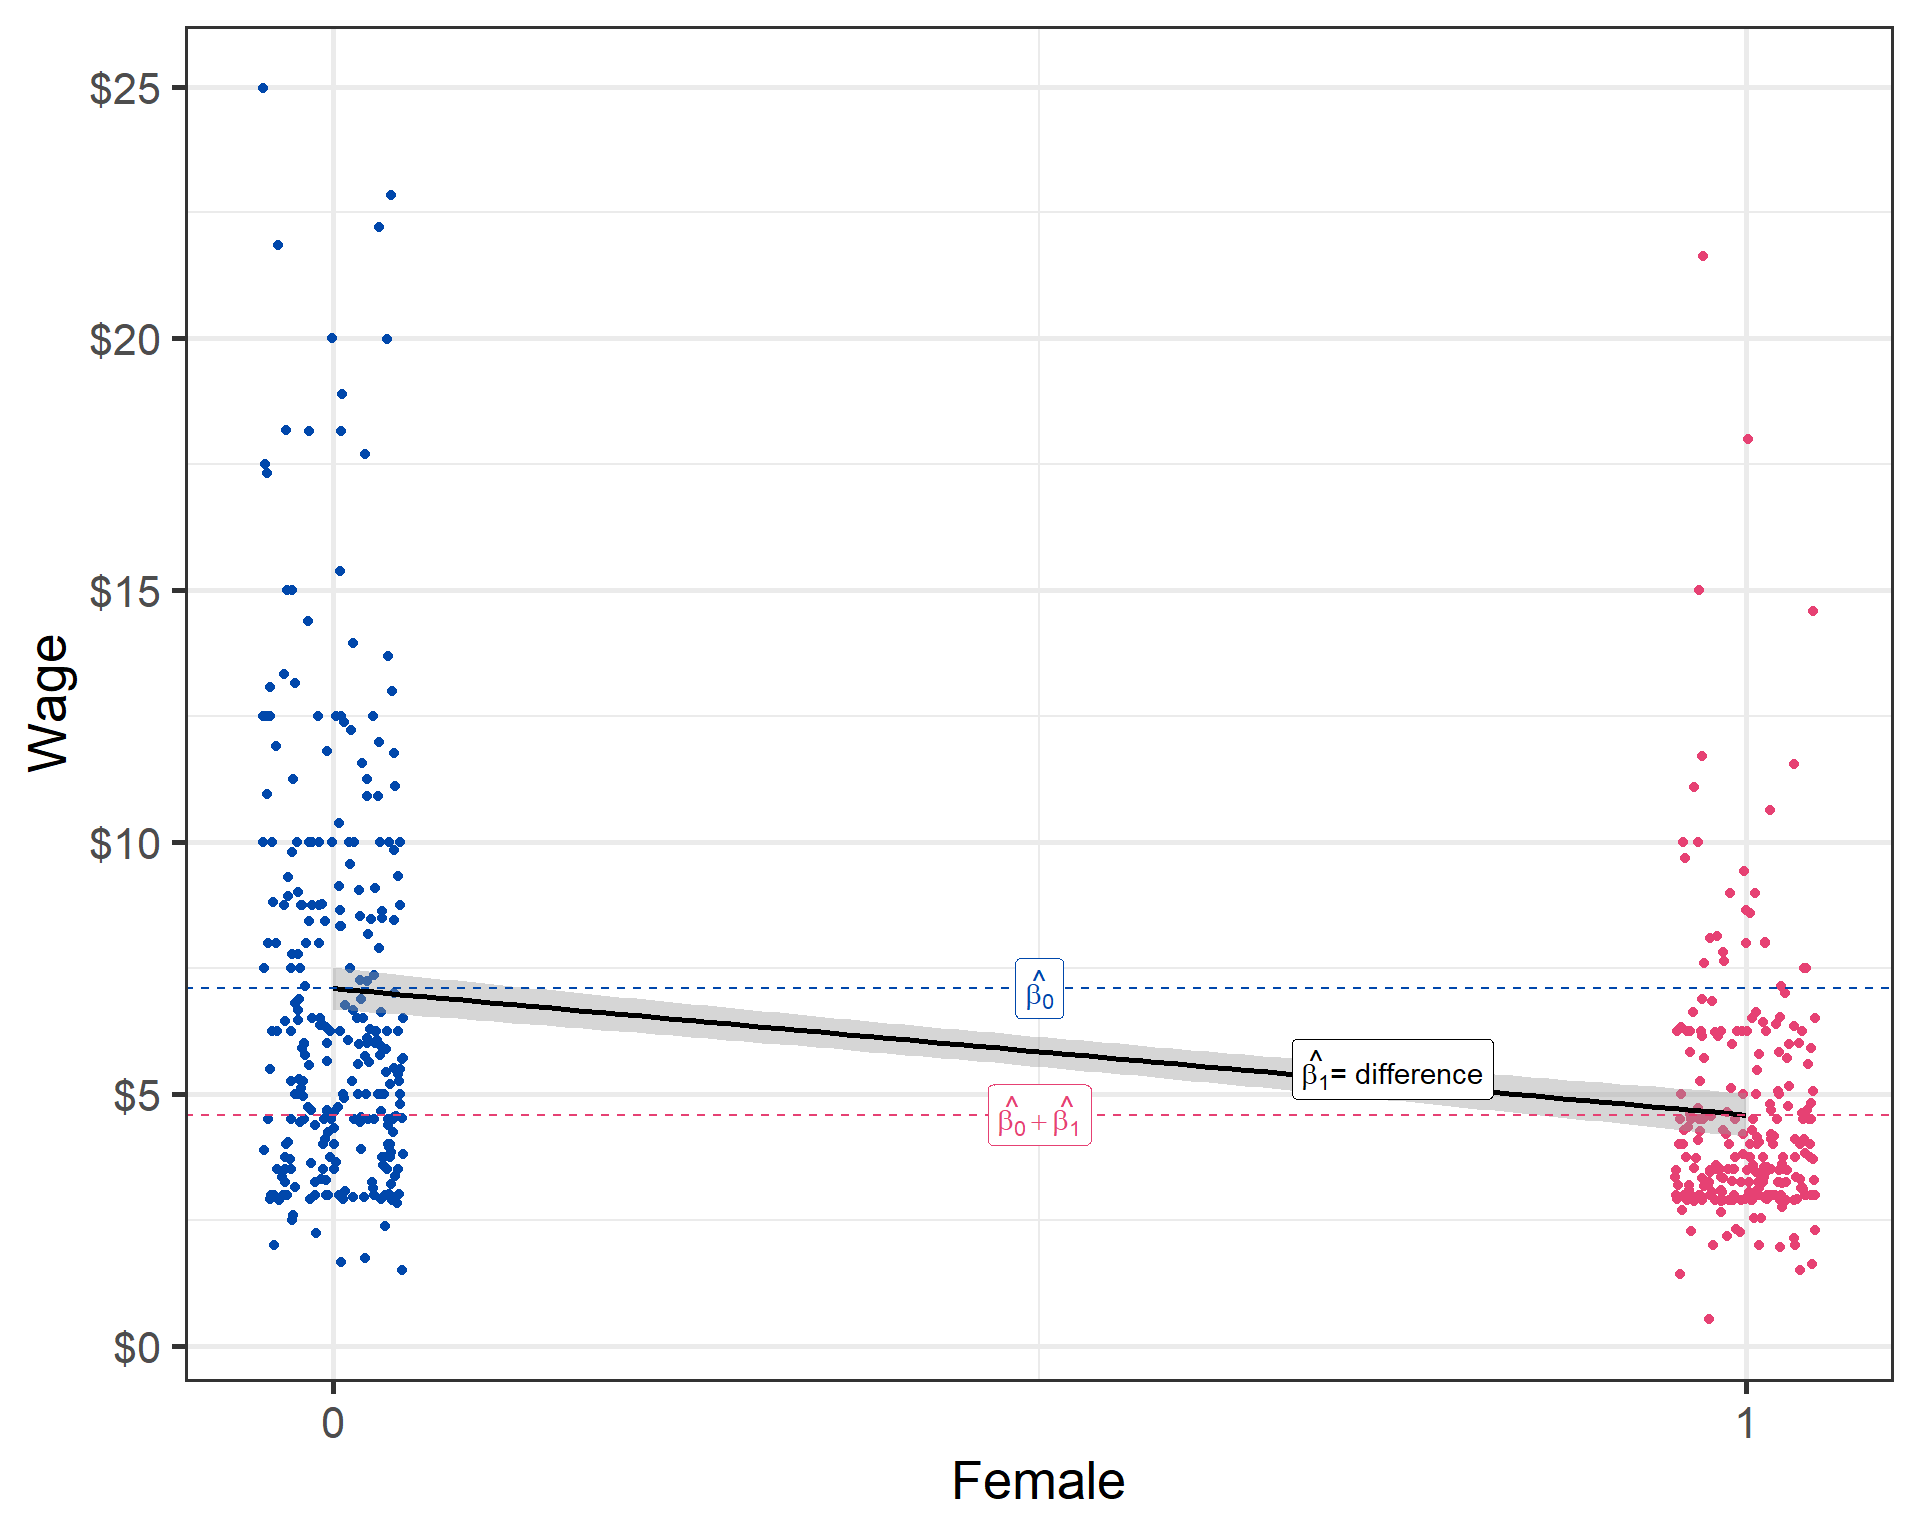 $25
$20
$15
$10
$5
$0
Wage
β̂₀
β̂₁= difference
β̂₀ + β̂₁
0
1
Female